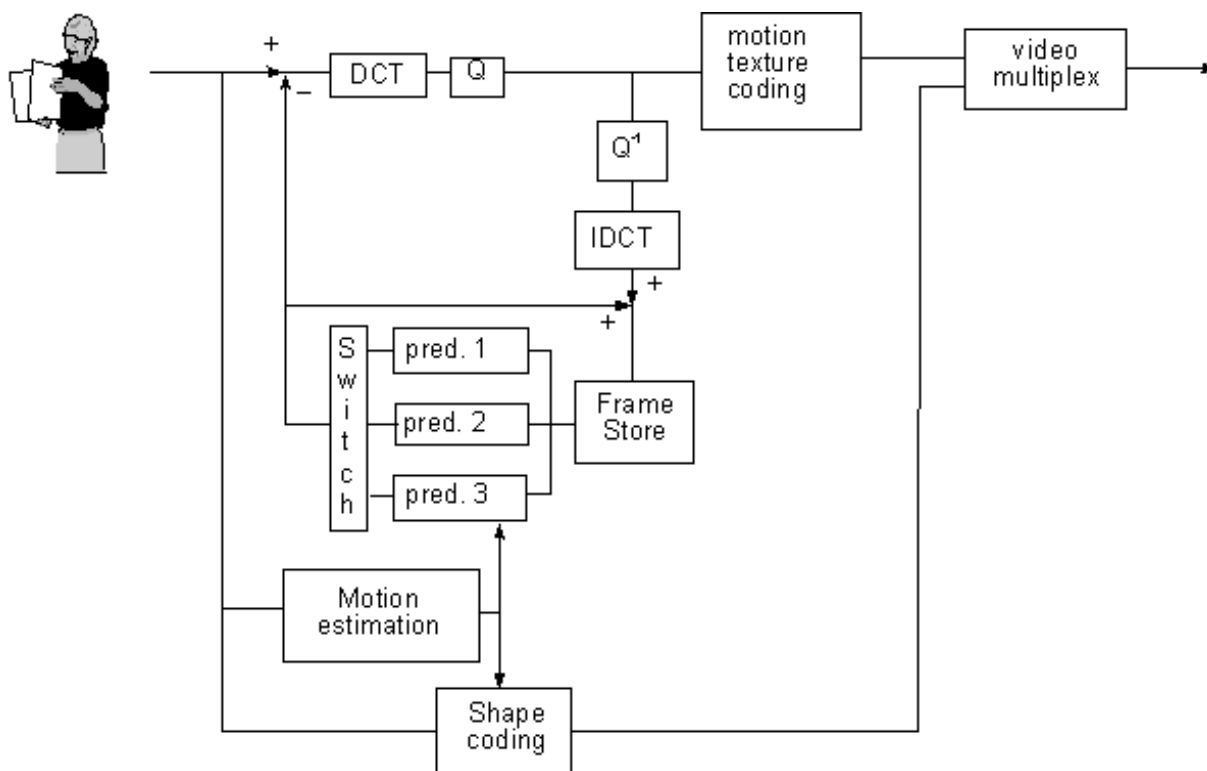 +
−
DCT
Q
motion
texture
coding
video
multiplex
Q⁻¹
IDCT
+
+
S
w
i
t
c
h
pred. 1
pred. 2
pred. 3
Frame
Store
Motion
estimation
Shape
coding